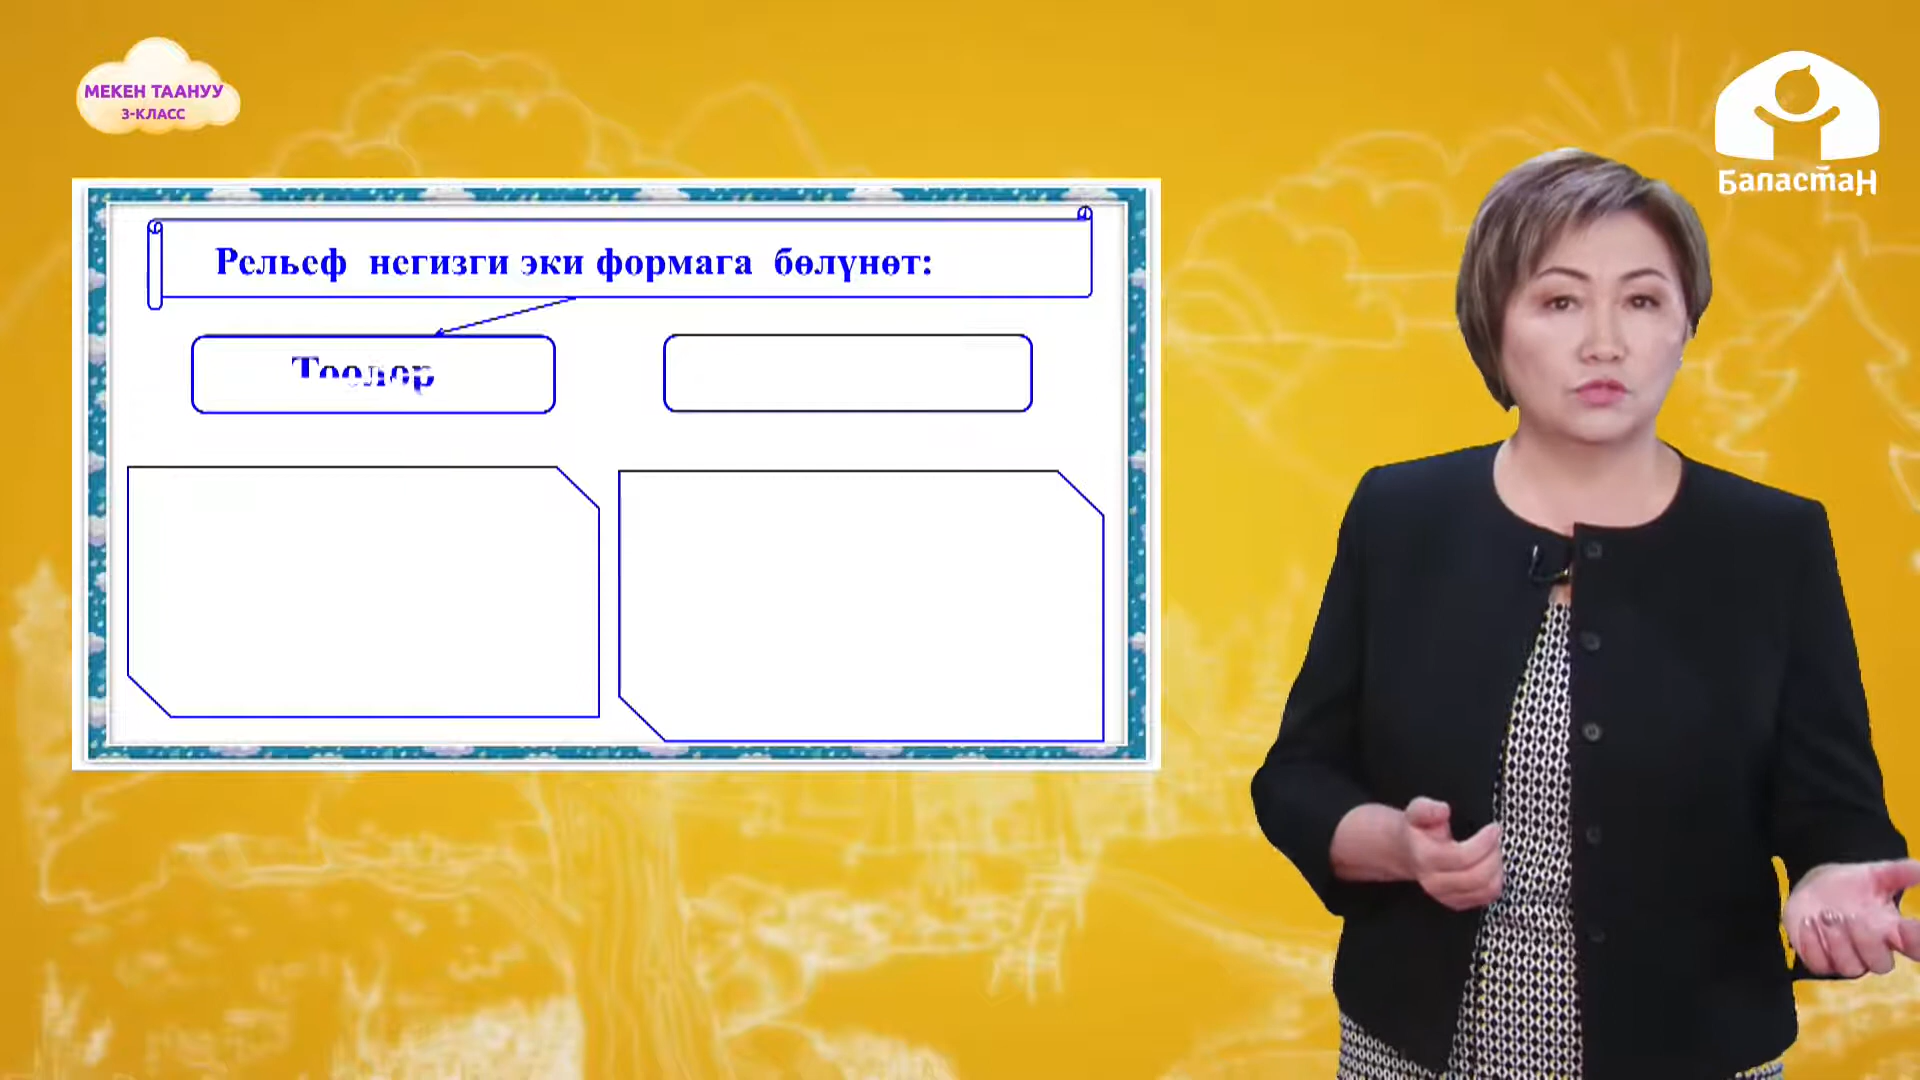 МЕКЕН ТААНУУ
3-КЛАСС
Баластан
Рельеф негизги эки формага бөлүнөт:
Тоолор